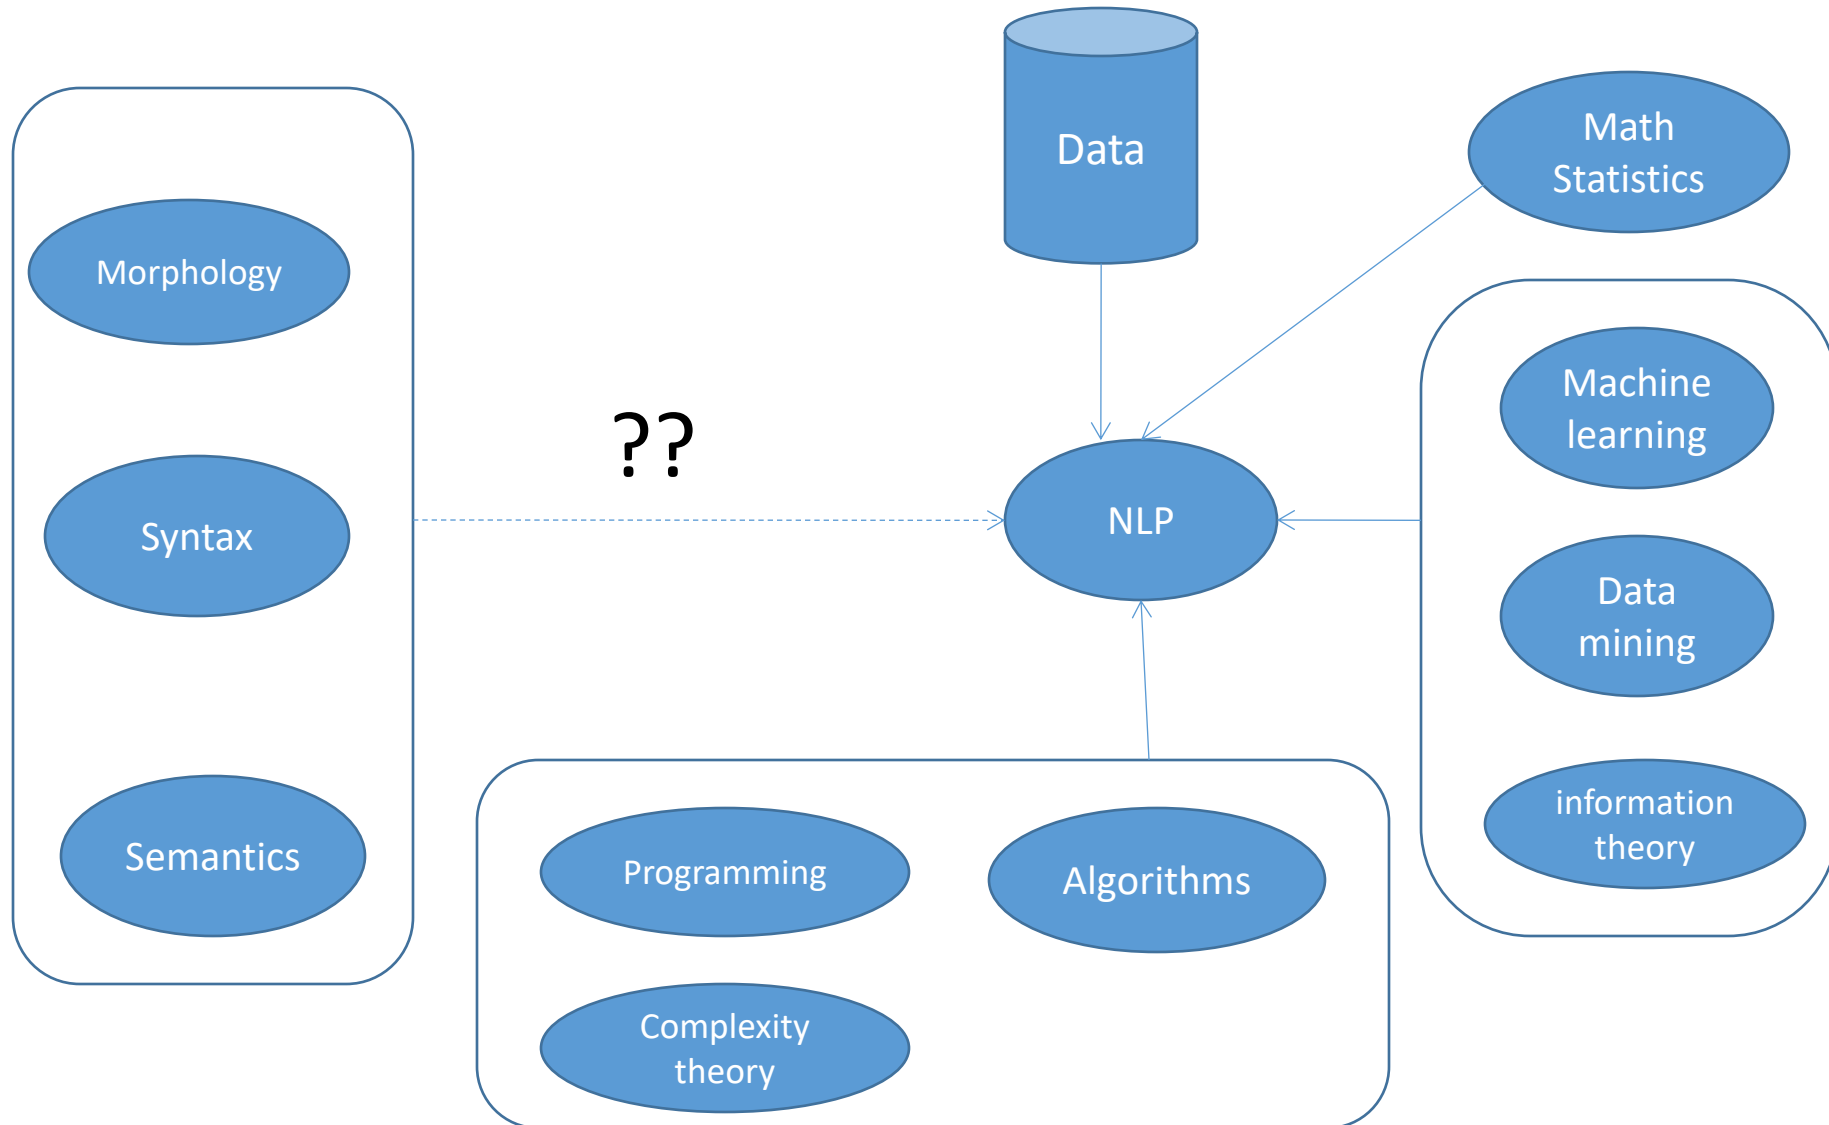 Data
Math
Statistics
Morphology
Machine
learning
??
Syntax
NLP
Data
mining
Semantics
Programming
Algorithms
information
theory
Complexity
theory